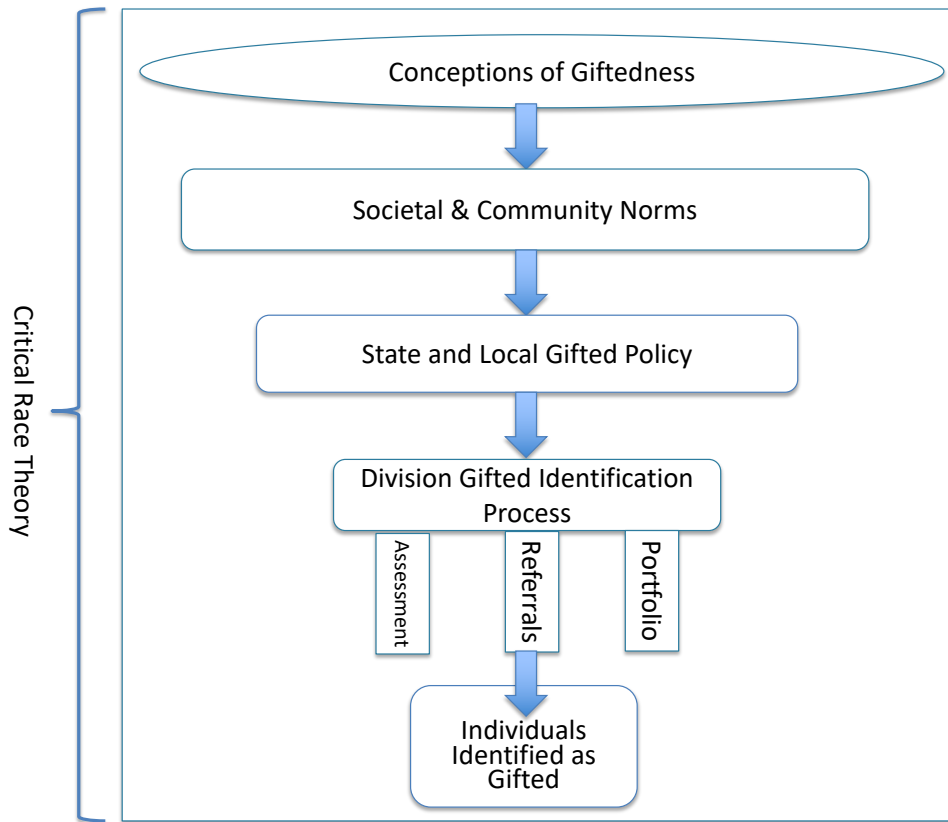 Conceptions of Giftedness
Societal & Community Norms
State and Local Gifted Policy
Critical Race Theory
Division Gifted Identification
Process
Assessment
Referrals
Portfolio
Individuals
Identified as
Gifted